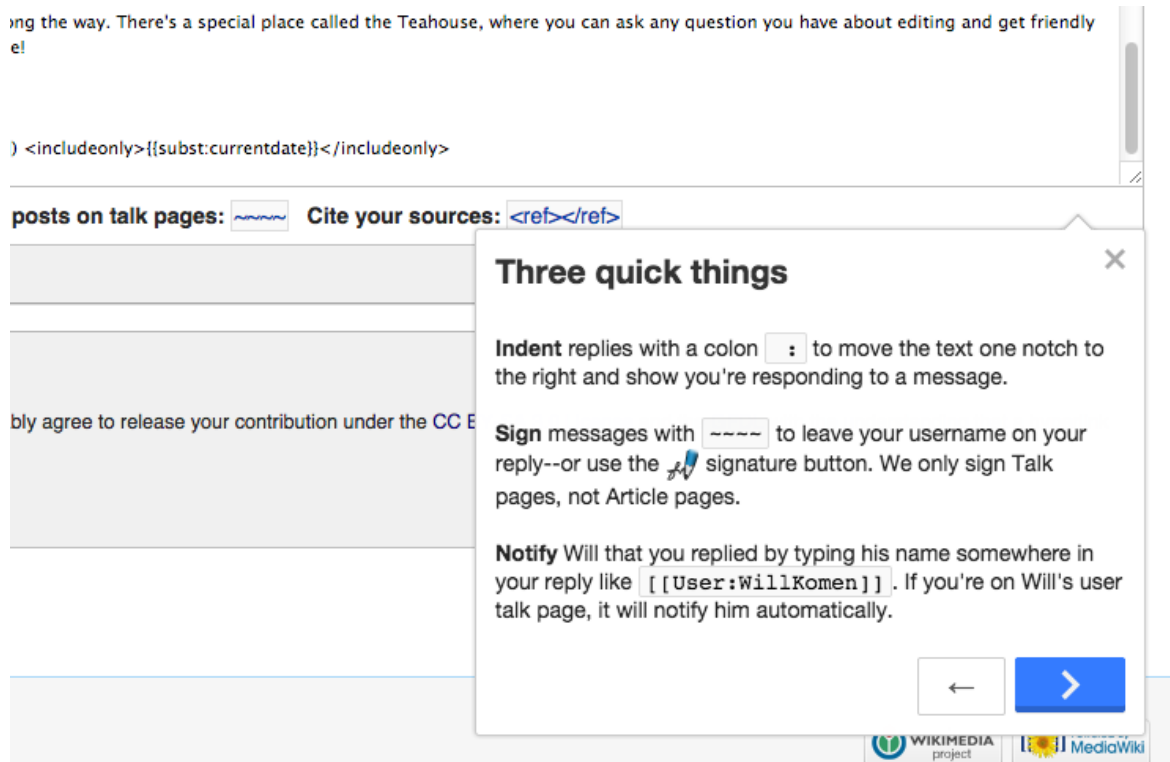 ong the way. There's a special place called the Teahouse, where you can ask any question you have about editing and get friendly
e!
) <includeonly>{{subst:currentdate}}</includeonly>
posts on talk pages: ~~~~ Cite your sources: <ref></ref>
Three quick things
Indent replies with a colon : to move the text one notch to
the right and show you're responding to a message.
bly agree to release your contribution under the CC
Sign messages with ~~~~ to leave your username on your
reply--or use the signature button. We only sign Talk
pages, not Article pages.
Notify Will that you replied by typing his name somewhere in
your reply like [[User:WillKomen]]. If you're on Will's user
talk page, it will notify him automatically.
WIKIMEDIA
project
MediaWiki